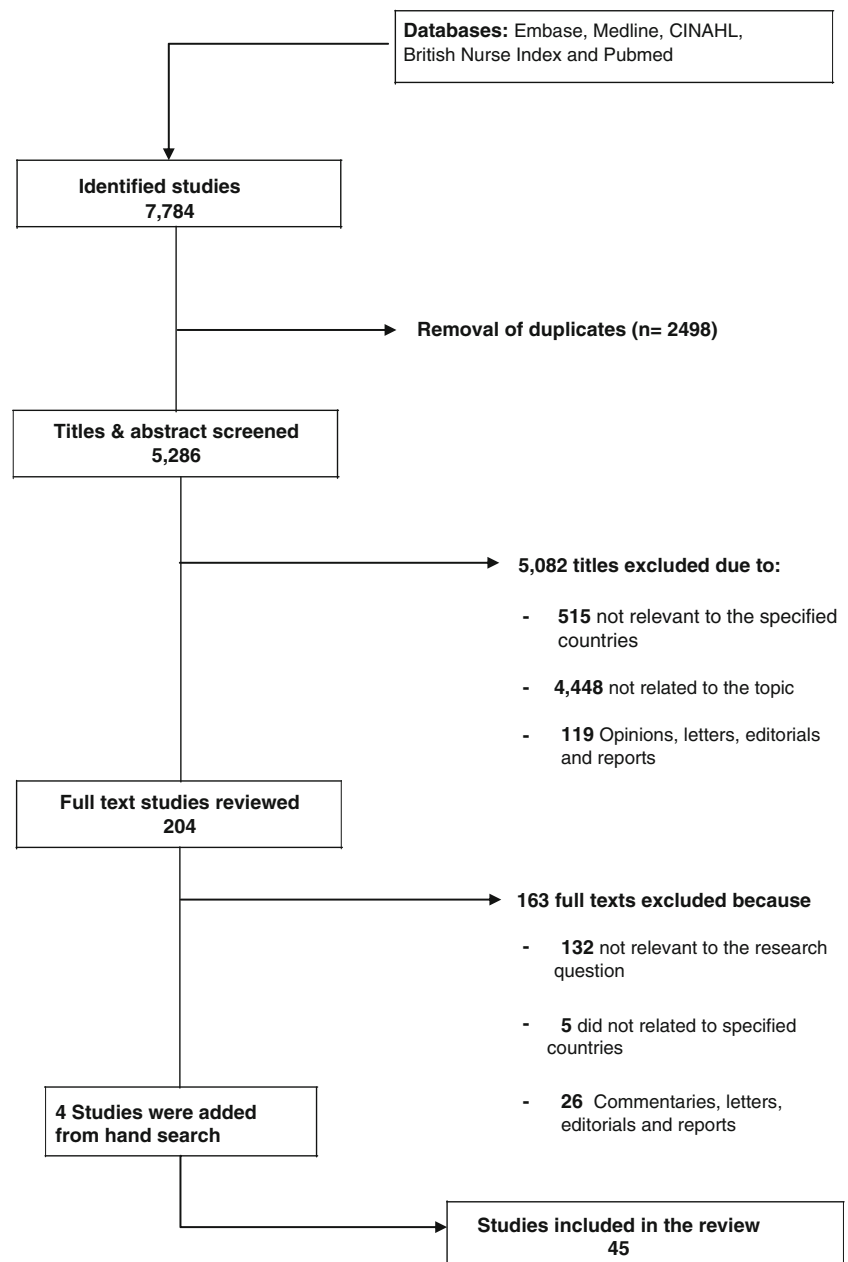 Databases: Embase, Medline, CINAHL,
British Nurse Index and Pubmed
Identified studies
7,784
Removal of duplicates (n= 2498)
Titles & abstract screened
5,286
5,082 titles excluded due to:
- 515 not relevant to the specified
countries
- 4,448 not related to the topic
- 119 Opinions, letters, editorials
and reports
Full text studies reviewed
204
163 full texts excluded because
- 132 not relevant to the research
question
- 5 did not related to specified
countries
- 26 Commentaries, letters,
editorials and reports
4 Studies were added
from hand search
Studies included in the review
45